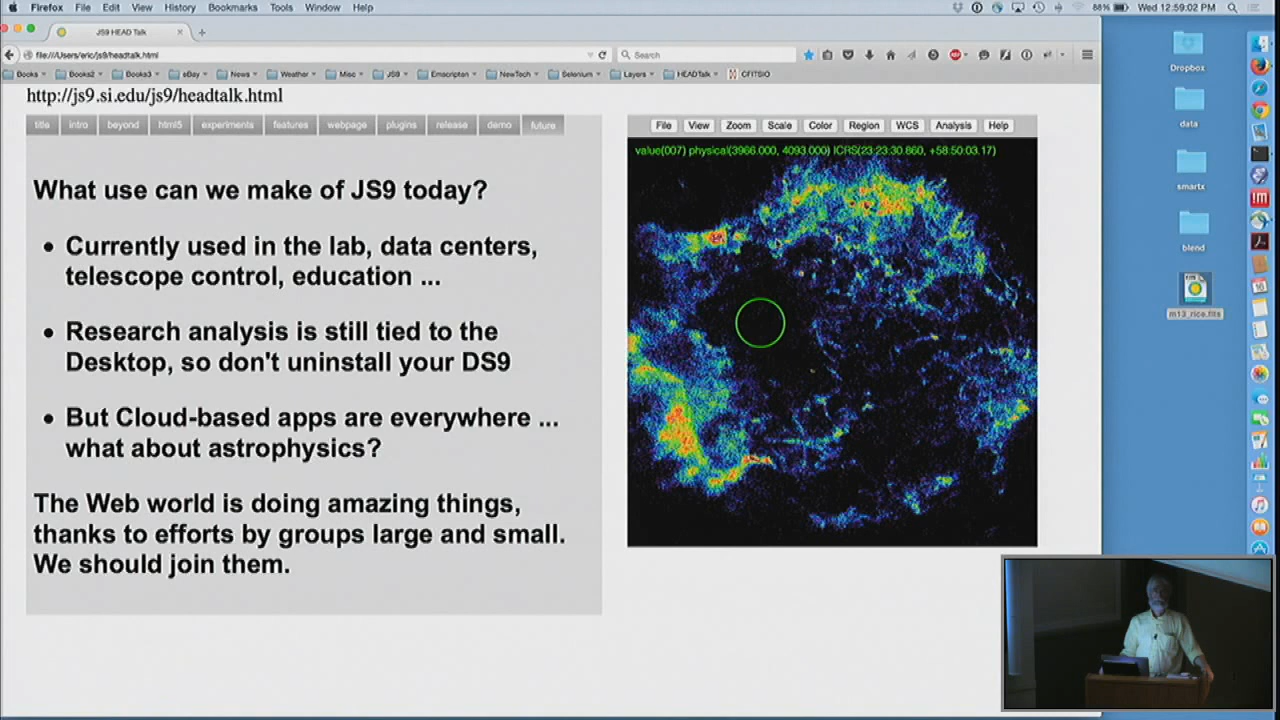 Firefox File Edit View History Bookmarks Tools Window Help 88% Wed 12:59:02 PM
JS9 HEAD Talk
file:///Users/eric/js9/headtalk.html Search
Books Books2 Books3 eBay News Weather Misc JS9 Emscripten NewTech Selenium Layers HEADTalk CFITSIO
http://js9.si.edu/js9/headtalk.html
title intro beyond html5 experiments features webpage plugins release demo future
File View Zoom Scale Color Region WCS Analysis Help
value(007) physical(3966.000, 4093.000) ICRS(23:23:30.860, +58:50:03.17)
What use can we make of JS9 today?
• Currently used in the lab, data centers,
telescope control, education ...
• Research analysis is still tied to the
Desktop, so don't uninstall your DS9
• But Cloud-based apps are everywhere ...
what about astrophysics?
The Web world is doing amazing things,
thanks to efforts by groups large and small.
We should join them.
Dropbox
data
smartx
blend
m13_rice.fits